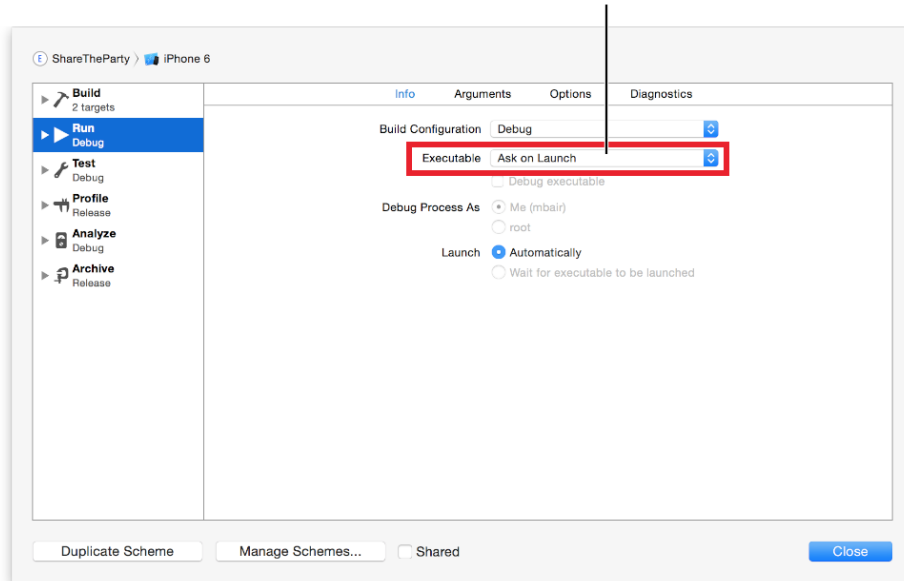 E ShareTheParty iPhone 6
Build
2 targets
Run
Debug
Test
Debug
Profile
Release
Analyze
Debug
Archive
Release
Info Arguments Options Diagnostics
Build Configuration Debug
Executable Ask on Launch
Debug executable
Debug Process As Me (mbair)
root
Launch Automatically
Wait for executable to be launched
Duplicate Scheme Manage Schemes... Shared Close